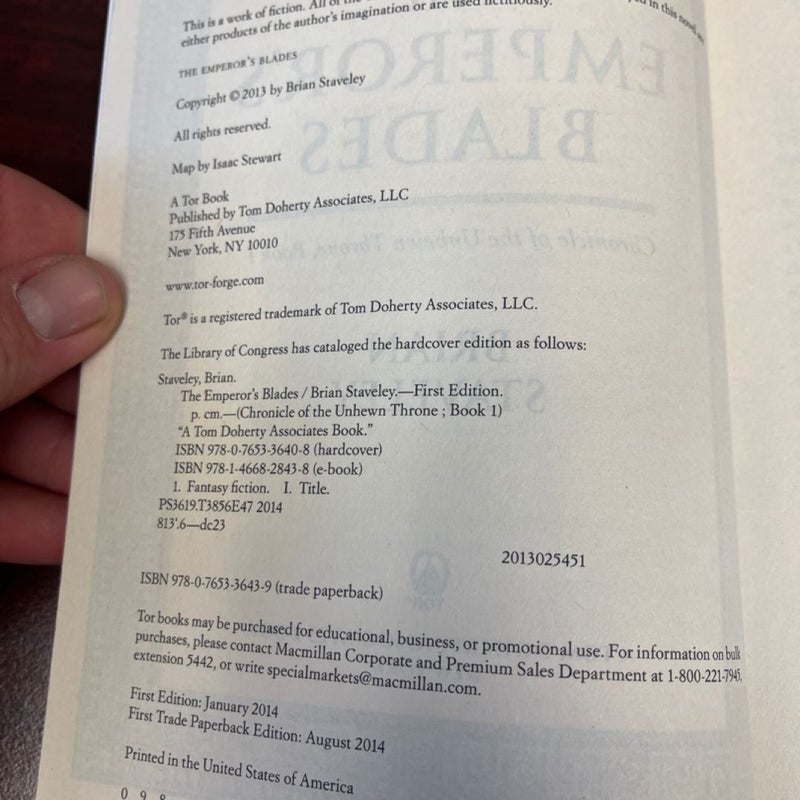 This is a work of fiction. All of the
either products of the author's imagination or are used fictitiously.
in this novel
THE EMPEROR'S BLADES
Copyright © 2013 by Brian Staveley
All rights reserved.
Map by Isaac Stewart
A Tor Book
Published by Tom Doherty Associates, LLC
175 Fifth Avenue
New York, NY 10010
www.tor-forge.com
Tor® is a registered trademark of Tom Doherty Associates, LLC.
The Library of Congress has cataloged the hardcover edition as follows:
Staveley, Brian.
The Emperor's Blades / Brian Staveley.—First Edition.
p. cm.—(Chronicle of the Unhewn Throne ; Book 1)
"A Tom Doherty Associates Book."
ISBN 978-0-7653-3640-8 (hardcover)
ISBN 978-1-4668-2843-8 (e-book)
1. Fantasy fiction. I. Title.
PS3619.T3856E47 2014
813'.6—dc23
2013025451
ISBN 978-0-7653-3643-9 (trade paperback)
Tor books may be purchased for educational, business, or promotional use. For information on bulk
purchases, please contact Macmillan Corporate and Premium Sales Department at 1-800-221-7945,
extension 5442, or write specialmarkets@macmillan.com.
First Edition: January 2014
First Trade Paperback Edition: August 2014
Printed in the United States of America
0 9 8